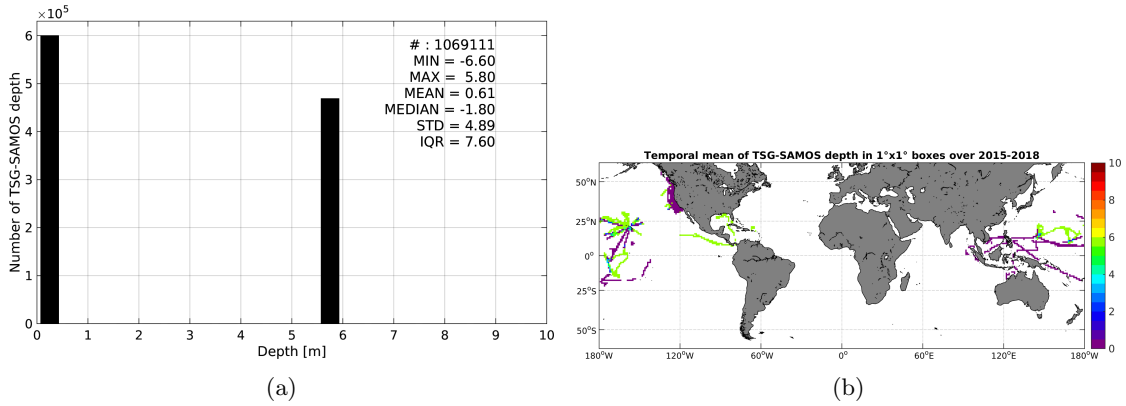 ×10⁵
6
5
4
3
2
1
0
Number of TSG-SAMOS depth
# : 1069111
MIN = -6.60
MAX = 5.80
MEAN = 0.61
MEDIAN = -1.80
STD = 4.89
IQR = 7.60
0 1 2 3 4 5 6 7 8 9 10
Depth [m]
(a)
Temporal mean of TSG-SAMOS depth in 1°x1° boxes over 2015-2018
50°N
25°N
0°
25°S
50°S
180°W 120°W 60°W 0° 60°E 120°E 180°W
10
8
6
4
2
0
(b)